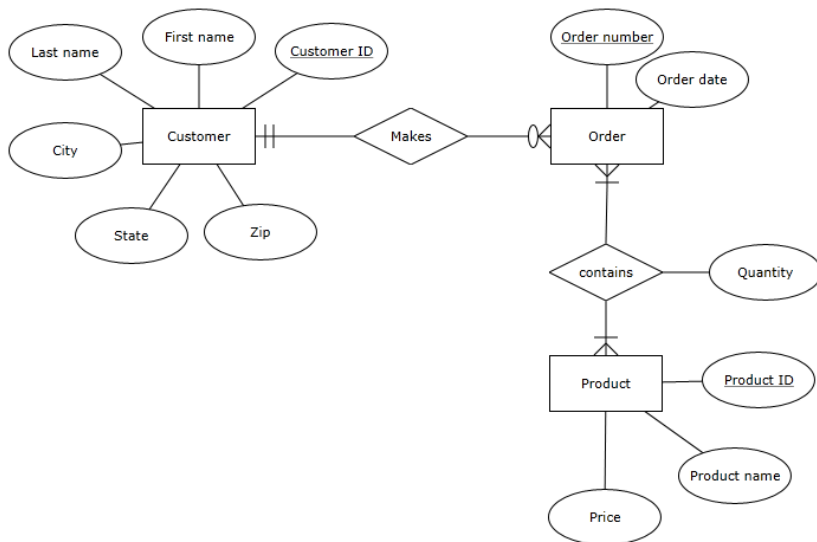 First name
Last name
Customer ID
Order number
Order date
Customer
Makes
Order
City
State
Zip
contains
Quantity
Product
Product ID
Product name
Price